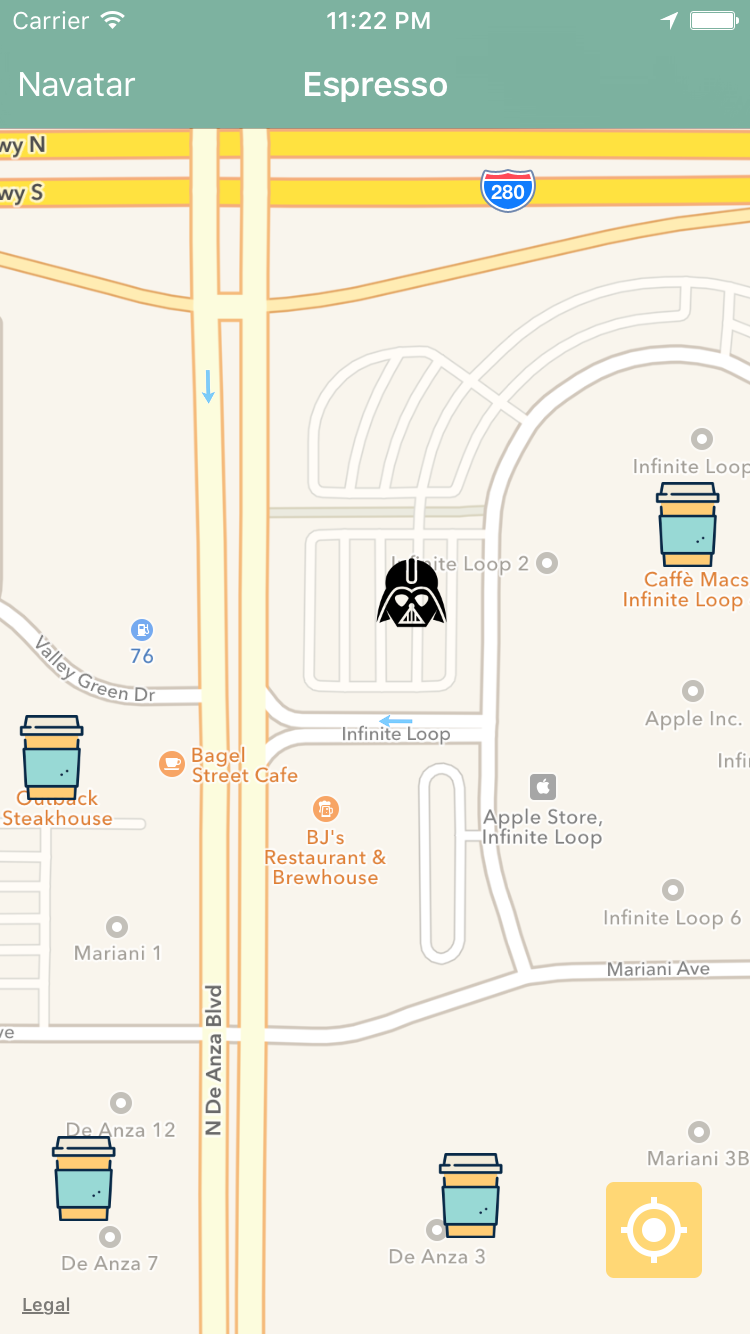 Carrier
11:22 PM
Navatar
Espresso
wy N
wy S
280
Infinite Loop
Infinite Loop 2
Caffè Macs
Infinite Loop
76
Valley Green Dr
Apple Inc.
Infinite Loop
Infi
Bagel
Street Cafe
Outback
Steakhouse
BJ's
Restaurant &
Brewhouse
Apple Store,
Infinite Loop
Infinite Loop 6
Mariani 1
Mariani Ave
ve
N De Anza Blvd
De Anza 12
Mariani 3B
De Anza 7
De Anza 3
Legal